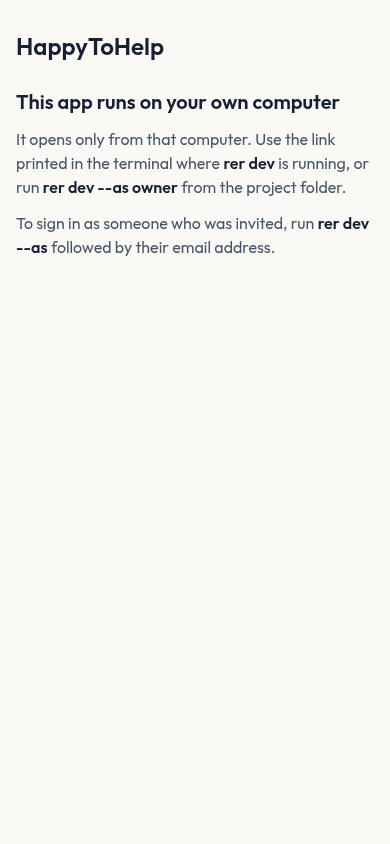 HappyToHelp
This app runs on your own computer
It opens only from that computer. Use the link
printed in the terminal where rer dev is running, or
run rer dev --as owner from the project folder.
To sign in as someone who was invited, run rer dev
--as followed by their email address.